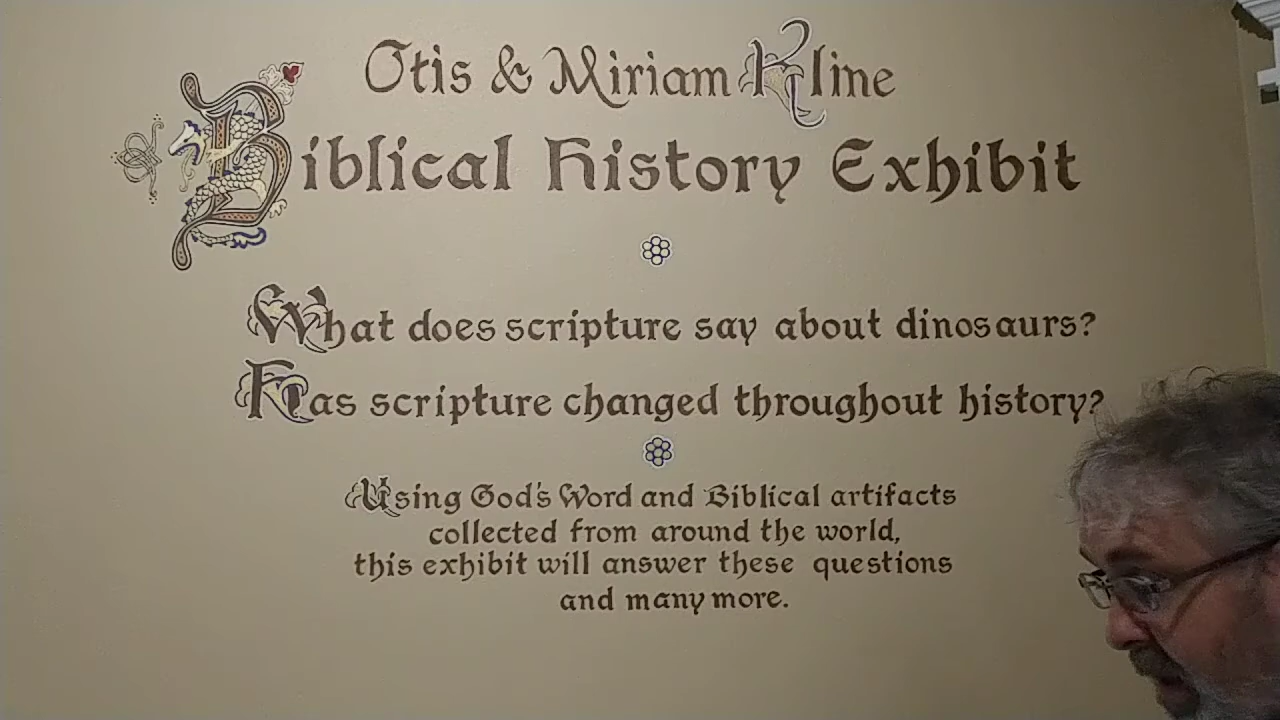 Otis & Miriam Kline
Biblical History Exhibit
What does scripture say about dinosaurs?
Has scripture changed throughout history?
Using God's Word and Biblical artifacts
collected from around the world,
this exhibit will answer these questions
and many more.